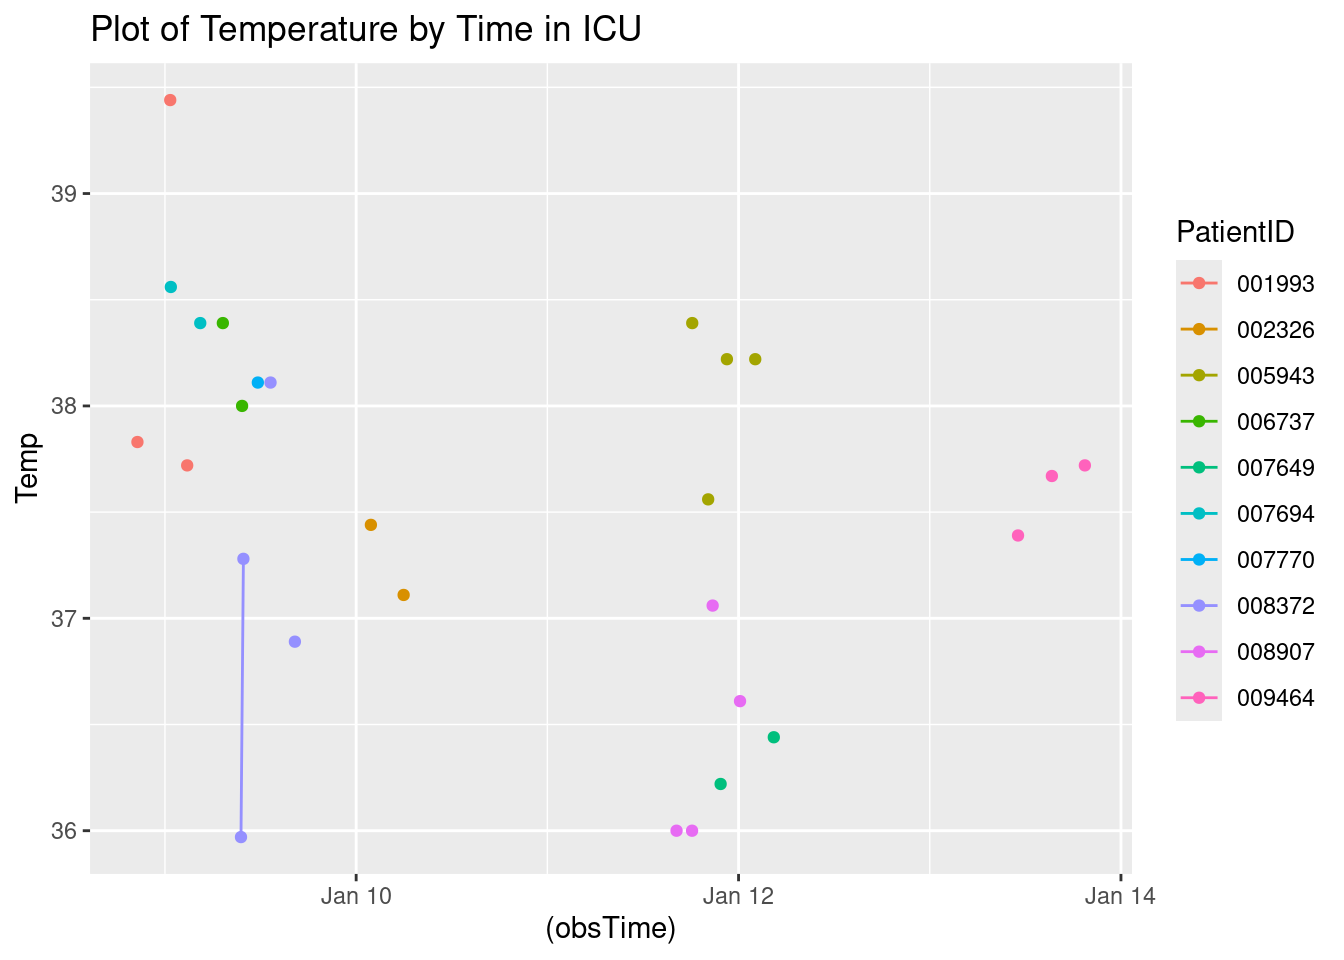 Plot of Temperature by Time in ICU
Temp
39
38
37
36
Jan 10
Jan 12
Jan 14
(obsTime)
PatientID
001993
002326
005943
006737
007649
007694
007770
008372
008907
009464